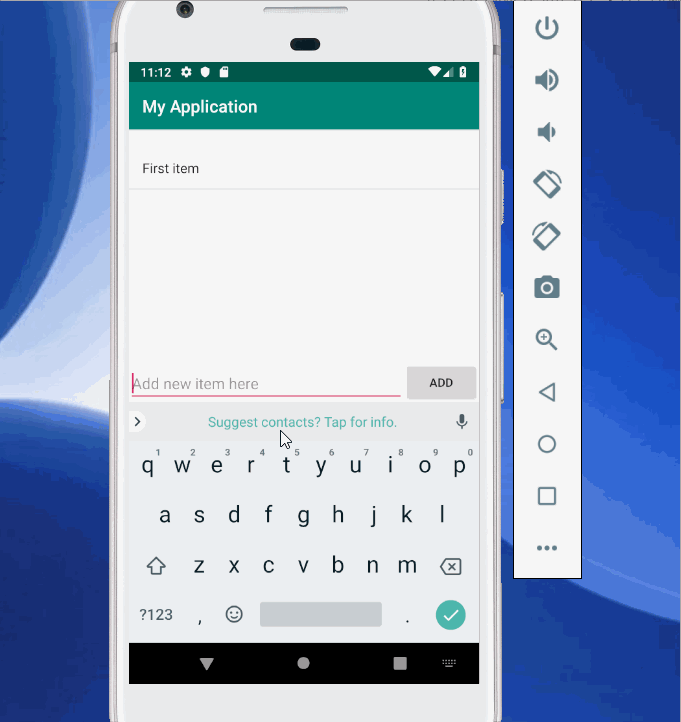 11:12
My Application
First item
Add new item here
ADD
Suggest contacts? Tap for info.
1 2 3 4 5 6 7 8 9 0
q w e r t y u i o p
a s d f g h j k l
z x c v b n m
?123 , .